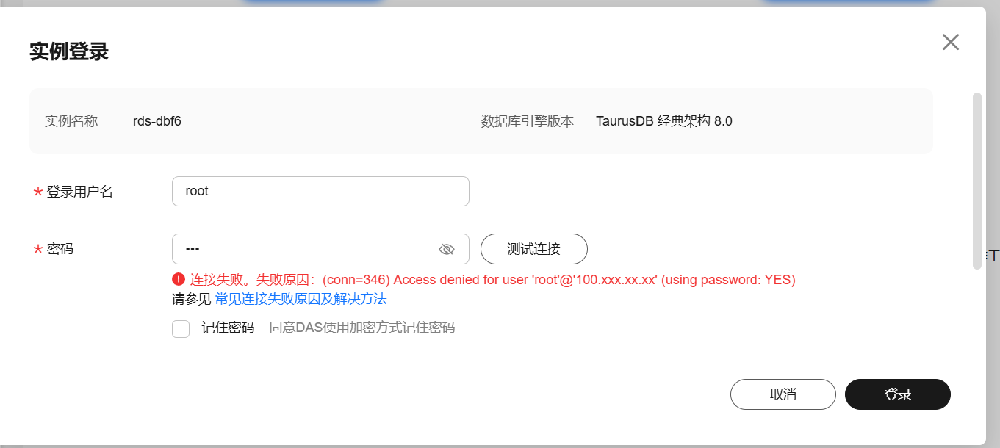 实例登录
实例名称 rds-dbf6 数据库引擎版本 TaurusDB 经典架构 8.0
* 登录用户名 root
* 密码 ••• 测试连接
连接失败。失败原因：(conn=346) Access denied for user 'root'@'100.xxx.xx.xx' (using password: YES)
请参见 常见连接失败原因及解决方法
记住密码 同意DAS使用加密方式记住密码
取消 登录